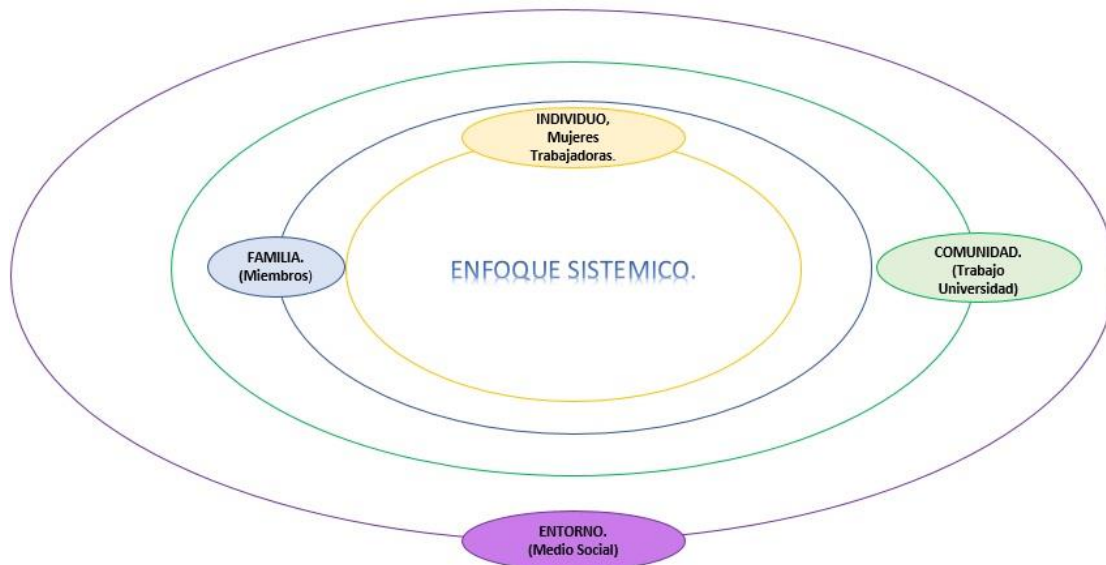 INDIVIDUO,
Mujeres
Trabajadoras.
FAMILIA.
(Miembros)
ENFOQUE SISTEMICO.
COMUNIDAD.
(Trabajo
Universidad)
ENTORNO.
(Medio Social)